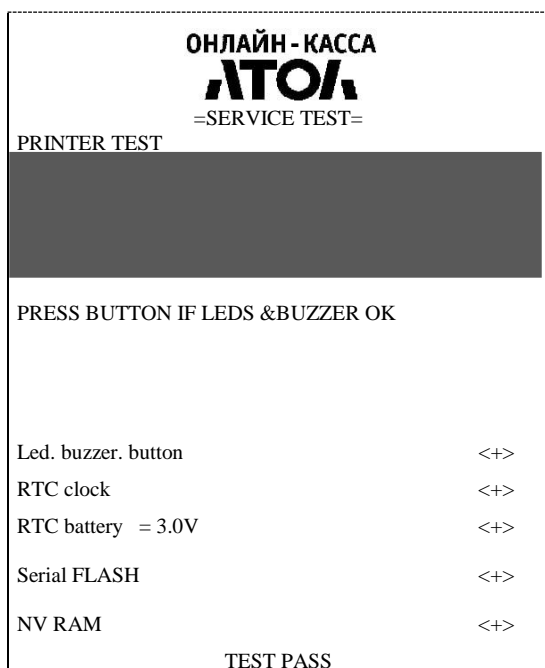 ОНЛАЙН-КАССА
АТОЛ
=SERVICE TEST=
PRINTER TEST
PRESS BUTTON IF LEDS &BUZZER OK
Led. buzzer. button <+>
RTC clock <+>
RTC battery = 3.0V <+>
Serial FLASH <+>
NV RAM <+>
TEST PASS